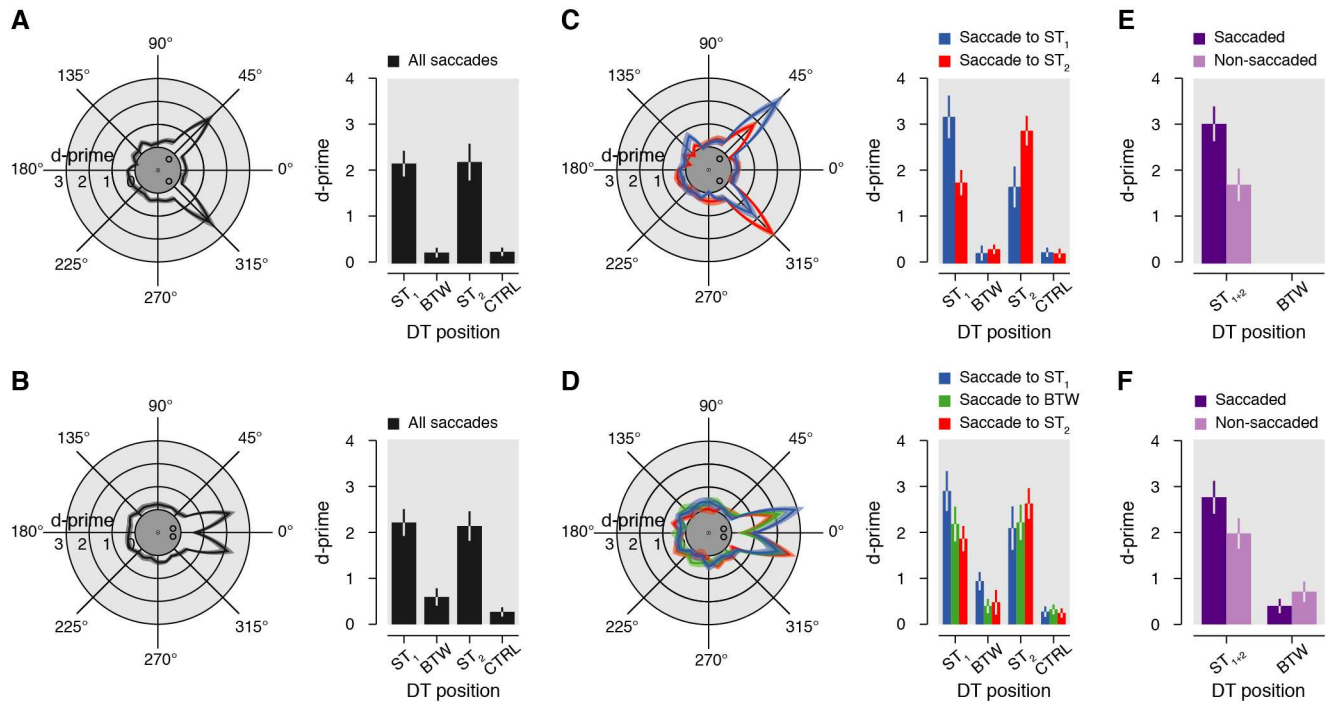 A
90°
135°
45°
180°
d-prime
3 2 1 0
0°
225°
315°
270°
All saccades
d-prime
4
3
2
1
0
ST1
BTW
ST2
CTRL
DT position
C
90°
135°
45°
180°
d-prime
3 2 1
0°
225°
315°
270°
Saccade to ST1
Saccade to ST2
d-prime
4
3
2
1
0
ST1
BTW
ST2
CTRL
DT position
E
Saccaded
Non-saccaded
d-prime
4
3
2
1
0
ST1+2
BTW
DT position
B
90°
135°
45°
180°
d-prime
3 2 1 0
0°
225°
315°
270°
All saccades
d-prime
4
3
2
1
0
ST1
BTW
ST2
CTRL
DT position
D
90°
135°
45°
180°
d-prime
3 2 1
0°
225°
315°
270°
Saccade to ST1
Saccade to BTW
Saccade to ST2
d-prime
4
3
2
1
0
ST1
BTW
ST2
CTRL
DT position
F
Saccaded
Non-saccaded
d-prime
4
3
2
1
0
ST1+2
BTW
DT position